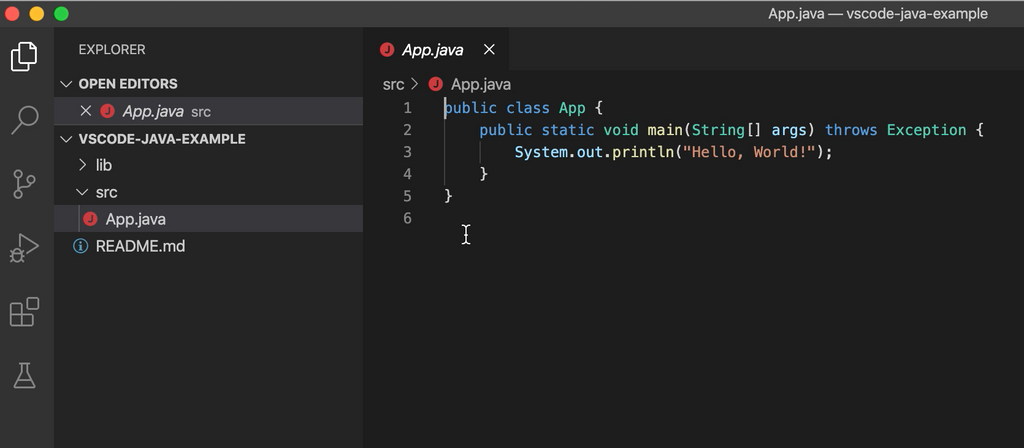 App.java — vscode-java-example
EXPLORER
OPEN EDITORS
App.java src
VSCODE-JAVA-EXAMPLE
lib
src
App.java
README.md
App.java
src > App.java
1 public class App {
2     public static void main(String[] args) throws Exception {
3         System.out.println("Hello, World!");
4     }
5 }
6